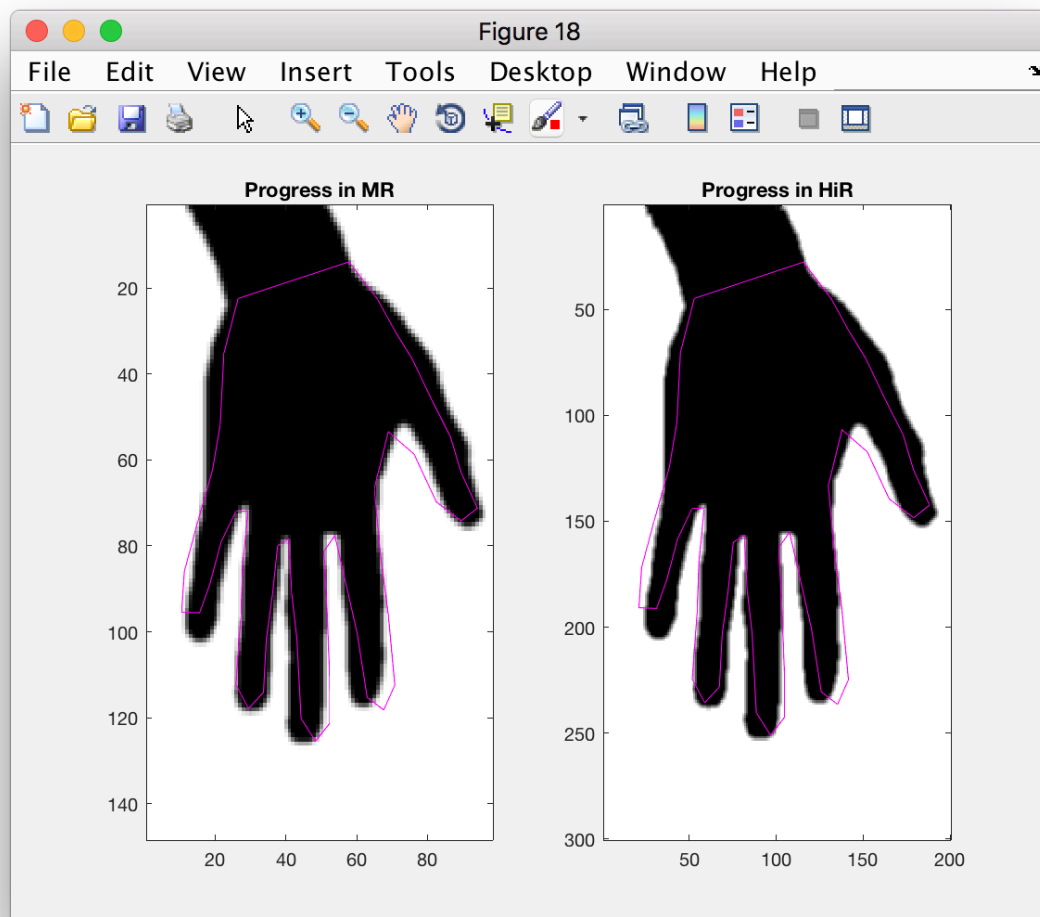 Figure 18
File Edit View Insert Tools Desktop Window Help
Progress in MR
20
40
60
80
100
120
140
20 40 60 80
Progress in HiR
50
100
150
200
250
300
50 100 150 200